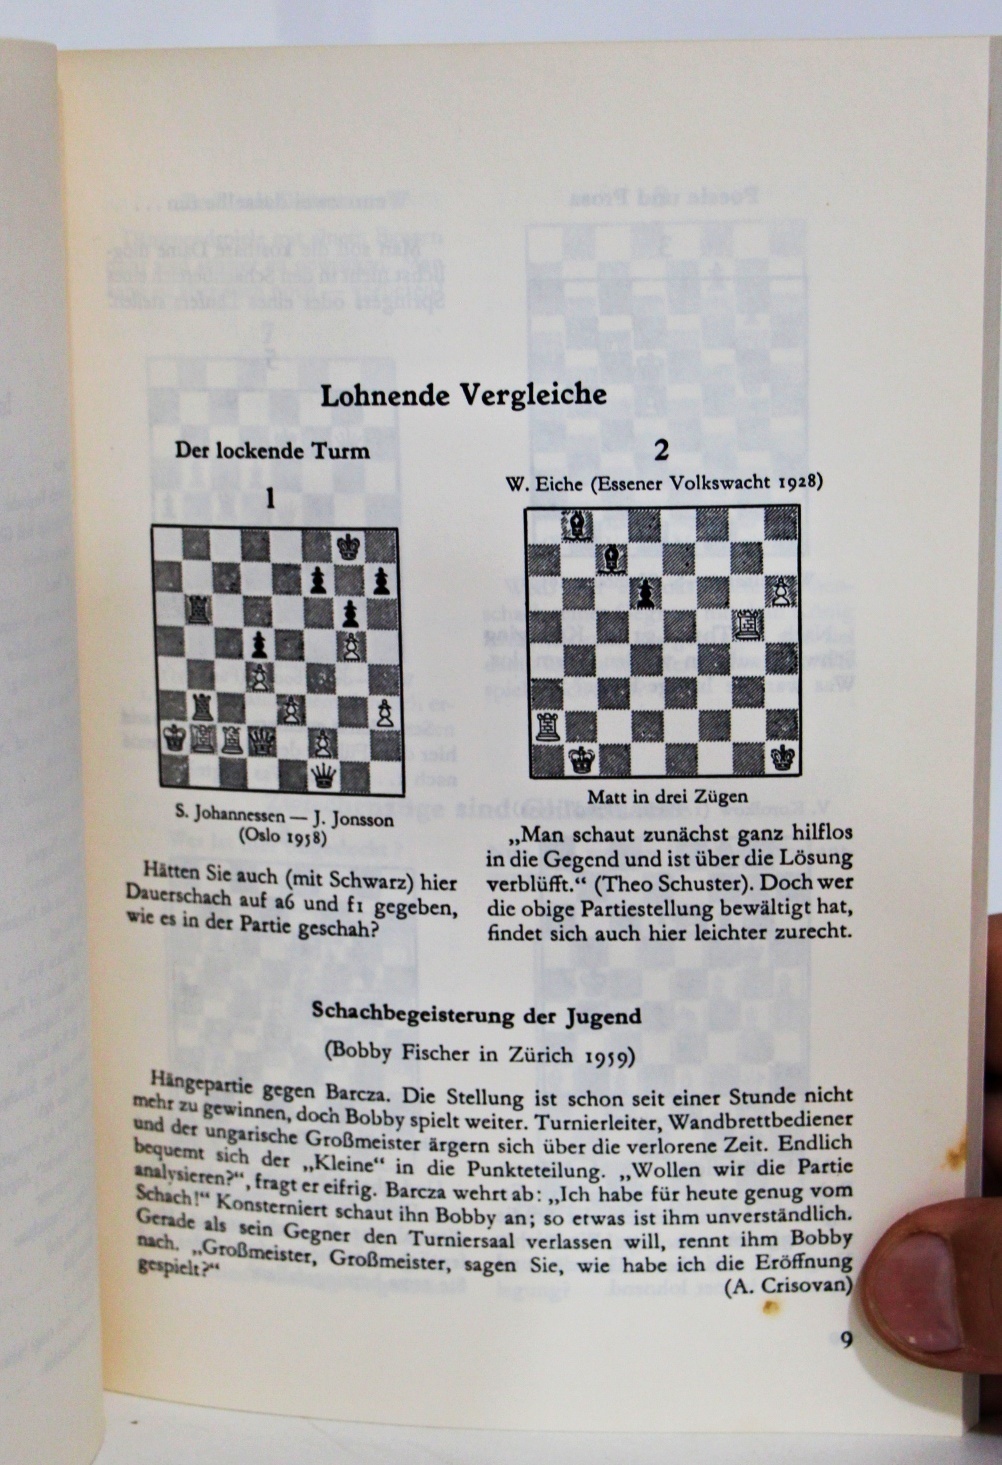 Lohnende Vergleiche
Der lockende Turm
1
S. Johannessen — J. Jonsson
(Oslo 1958)
Hätten Sie auch (mit Schwarz) hier
Dauerschach auf a6 und f1 gegeben,
wie es in der Partie geschah?
2
W. Eiche (Essener Volkswacht 1928)
Matt in drei Zügen
„Man schaut zunächst ganz hilflos
in die Gegend und ist über die Lösung
verblüfft.“ (Theo Schuster). Doch wer
die obige Partiestellung bewältigt hat,
findet sich auch hier leichter zurecht.
Schachbegeisterung der Jugend
(Bobby Fischer in Zürich 1959)
Hängepartie gegen Barcza. Die Stellung ist schon seit einer Stunde nicht
mehr zu gewinnen, doch Bobby spielt weiter. Turnierleiter, Wandbrettbediener
und der ungarische Großmeister ärgern sich über die verlorene Zeit. Endlich
bequemt sich der „Kleine“ in die Punkteteilung. „Wollen wir die Partie
analysieren?“, fragt er eifrig. Barcza wehrt ab: „Ich habe für heute genug vom
Schach!“ Konsterniert schaut ihn Bobby an; so etwas ist ihm unverständlich.
Gerade als sein Gegner den Turniersaal verlassen will, rennt ihm Bobby
nach. „Großmeister, Großmeister, sagen Sie, wie habe ich die Eröffnung
gespielt?“
(A. Crisovan)
9